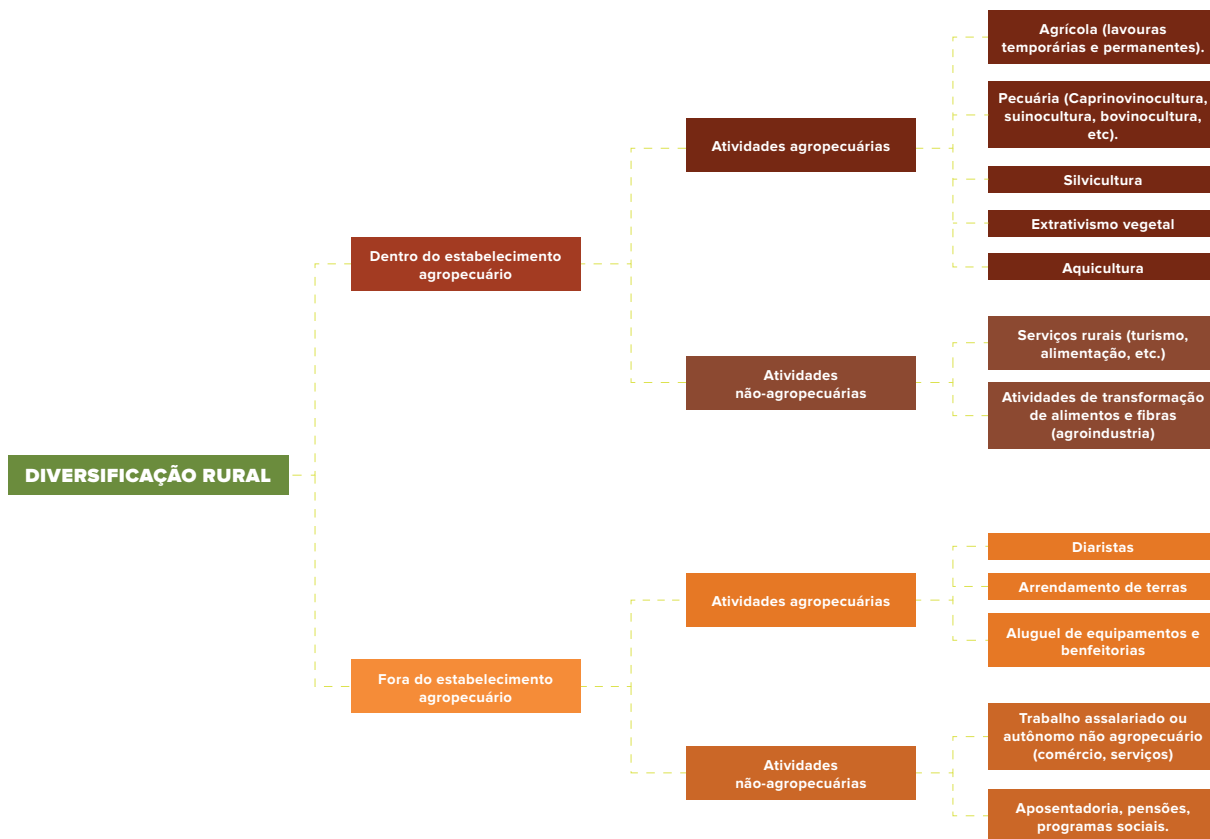 DIVERSIFICAÇÃO RURAL
Dentro do estabelecimento
agropecuário
Atividades agropecuárias
Agrícola (lavouras
temporárias e permanentes).
Pecuária (Caprinovinocultura,
suinocultura, bovinocultura,
etc).
Silvicultura
Extrativismo vegetal
Aquicultura
Atividades
não-agropecuárias
Serviços rurais (turismo,
alimentação, etc.)
Atividades de transformação
de alimentos e fibras
(agroindustria)
Fora do estabelecimento
agropecuário
Atividades agropecuárias
Diaristas
Arrendamento de terras
Aluguel de equipamentos e
benfeitorias
Atividades
não-agropecuárias
Trabalho assalariado ou
autônomo não agropecuário
(comércio, serviços)
Aposentadoria, pensões,
programas sociais.